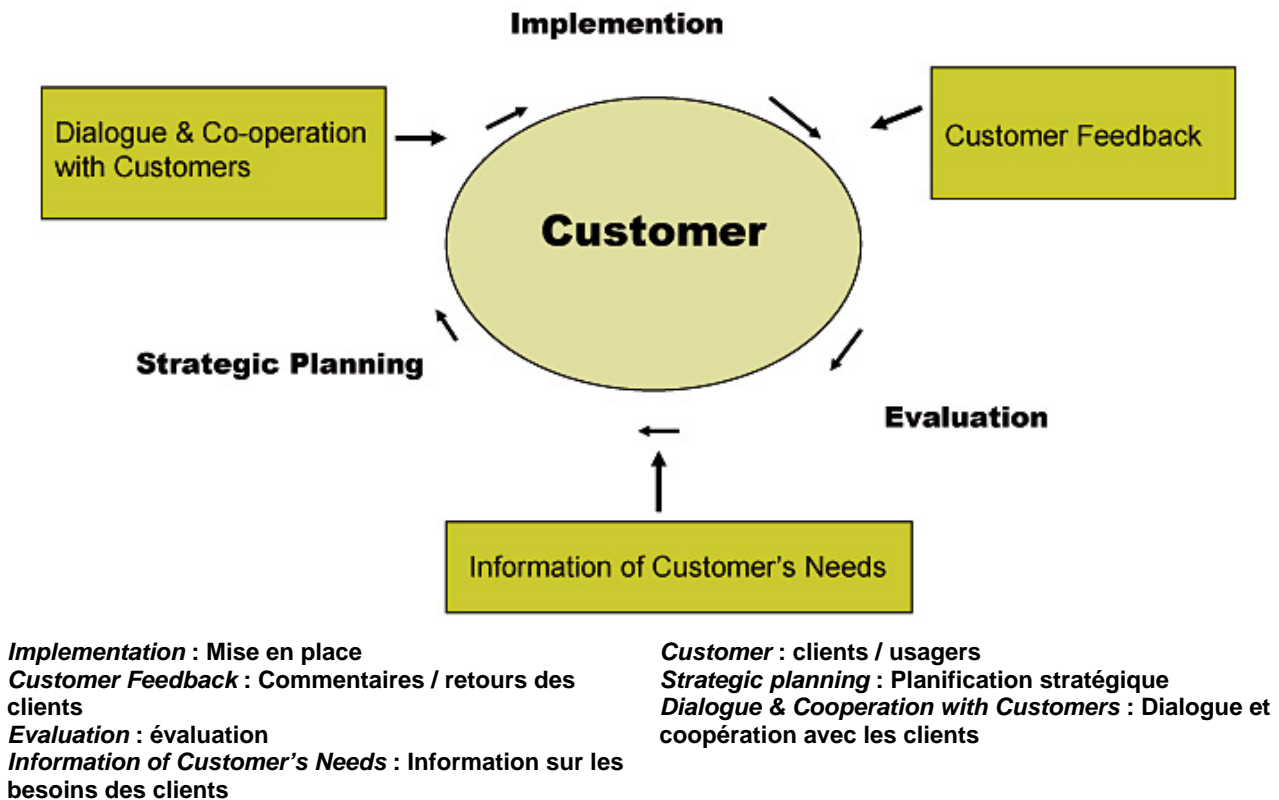 Implemention
Dialogue & Co-operation
with Customers
Customer Feedback
Customer
Strategic Planning
Evaluation
Information of Customer's Needs
Implementation : Mise en place
Customer Feedback : Commentaires / retours des
clients
Evaluation : évaluation
Information of Customer's Needs : Information sur les
besoins des clients
Customer : clients / usagers
Strategic planning : Planification stratégique
Dialogue & Cooperation with Customers : Dialogue et
coopération avec les clients